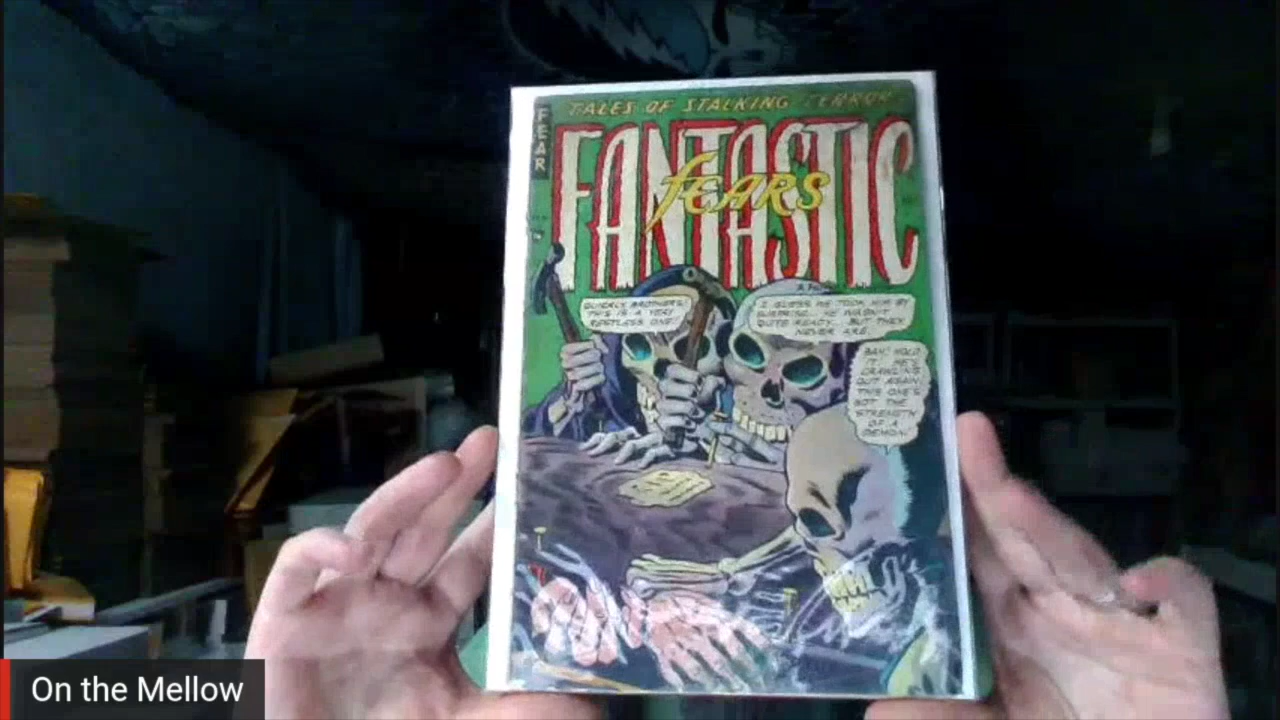 TALES OF STALKING TERROR
FEAR
FANTASTIC
FEARS
QUICKLY, BROTHERS!
THIS IS A VERY
RESTLESS ONE!
I GUESS WE TOOK HIM BY
SURPRISE... HE WASN'T
QUITE READY... BUT THEY
NEVER ARE.
BAH! HOLD
IT! HE'S
CRAWLING
OUT AGAIN.
THIS ONE'S
GOT THE
STRENGTH
OF A
DEMON.
On the Mellow